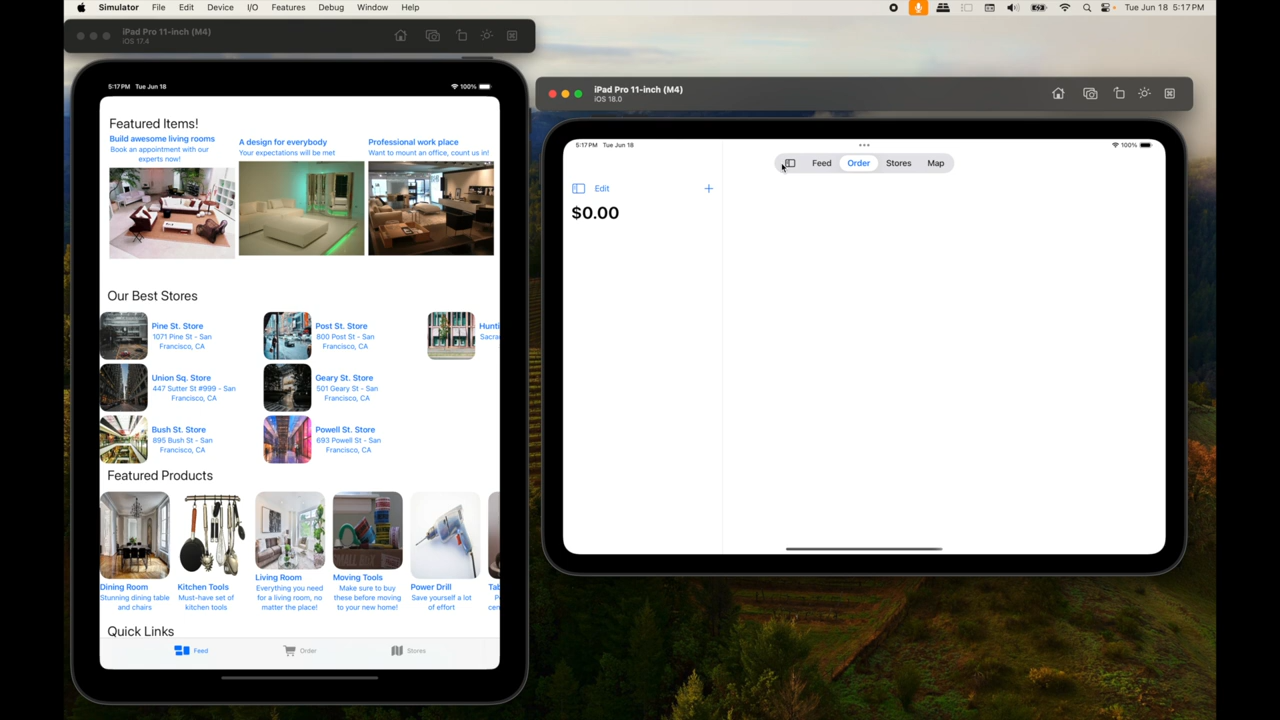 Simulator File Edit Device I/O Features Debug Window Help
Tue Jun 18 5:17 PM
iPad Pro 11-inch (M4)
iOS 17.4
5:17 PM Tue Jun 18
100%
Featured Items!
Build awesome living rooms
Book an appointment with our
experts now!
A design for everybody
Your expectations will be met
Professional work place
Want to mount an office, count us in!
Our Best Stores
Pine St. Store
1071 Pine St - San
Francisco, CA
Post St. Store
800 Post St - San
Francisco, CA
Hunti
Sacra
Union Sq. Store
447 Sutter St #999 - San
Francisco, CA
Geary St. Store
501 Geary St - San
Francisco, CA
Bush St. Store
895 Bush St - San
Francisco, CA
Powell St. Store
693 Powell St - San
Francisco, CA
Featured Products
Dining Room
Stunning dining table
and chairs
Kitchen Tools
Must-have set of
kitchen tools
Living Room
Everything you need
for a living room, no
matter the place!
Moving Tools
Make sure to buy
these before moving
to your new home!
Power Drill
Save yourself a lot
of effort
Quick Links
Feed
Order
Stores
iPad Pro 11-inch (M4)
iOS 18.0
5:17 PM Tue Jun 18
100%
Feed Order Stores Map
Edit
$0.00